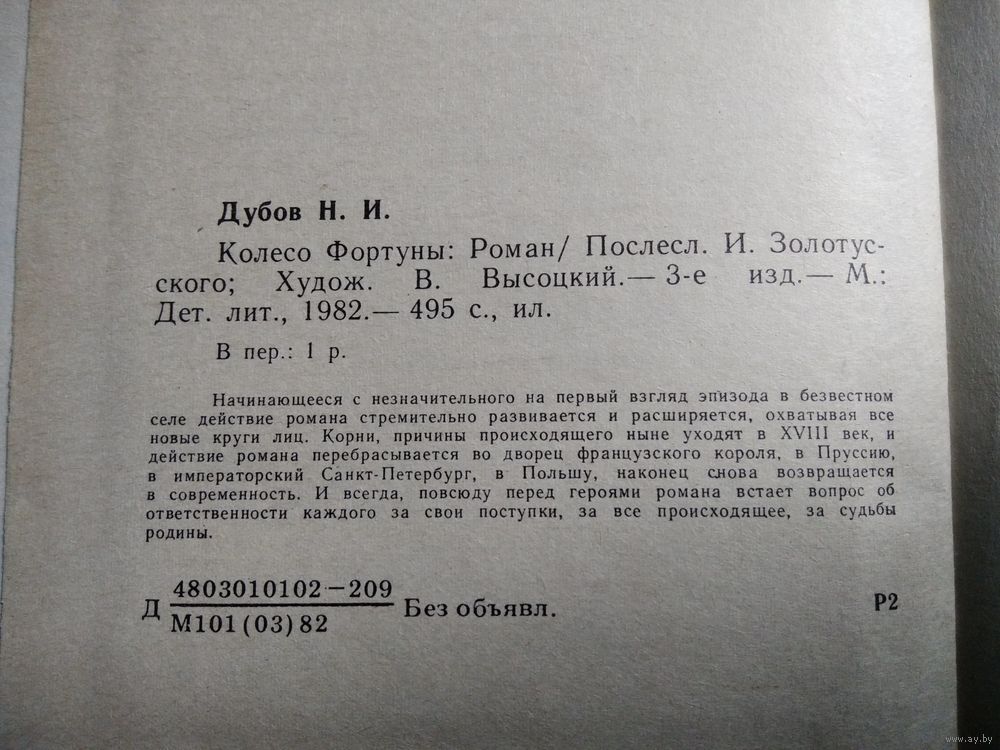 Дубов Н. И.
Колесо Фортуны: Роман/ Послесл. И. Золотус-
ского; Худож. В. Высоцкий.— 3-е изд.— М.:
Дет. лит., 1982.— 495 с., ил.
В пер.: 1 р.
Начинающееся с незначительного на первый взгляд эпизода в безвестном
селе действие романа стремительно развивается и расширяется, охватывая все
новые круги лиц. Корни, причины происходящего ныне уходят в XVIII век, и
действие романа перебрасывается во дворец французского короля, в Пруссию,
в императорский Санкт-Петербург, в Польшу, наконец снова возвращается
в современность. И всегда, повсюду перед героями романа встает вопрос об
ответственности каждого за свои поступки, за все происходящее, за судьбы
родины.
4803010102—209
Д Без объявл.
М101(03)82
Р2
www.ay.by